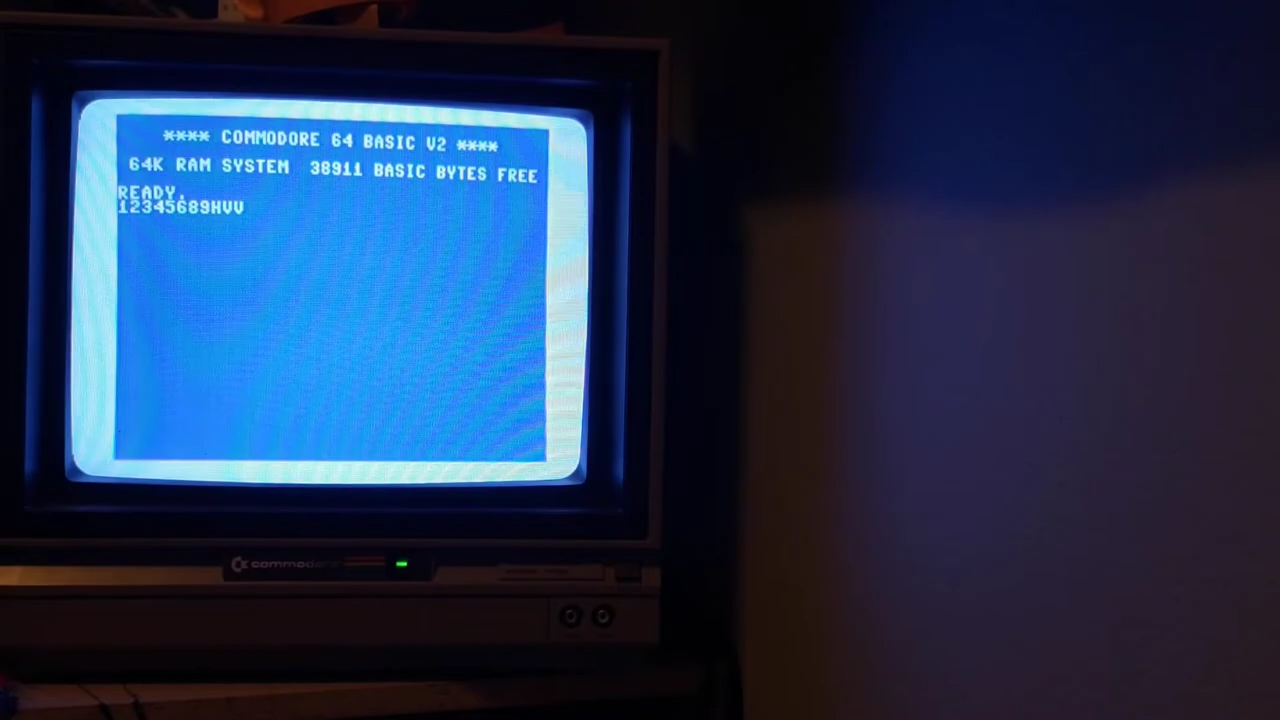 **** COMMODORE 64 BASIC V2 ****
64K RAM SYSTEM 38911 BASIC BYTES FREE
READY.
12345689HVV
commodore